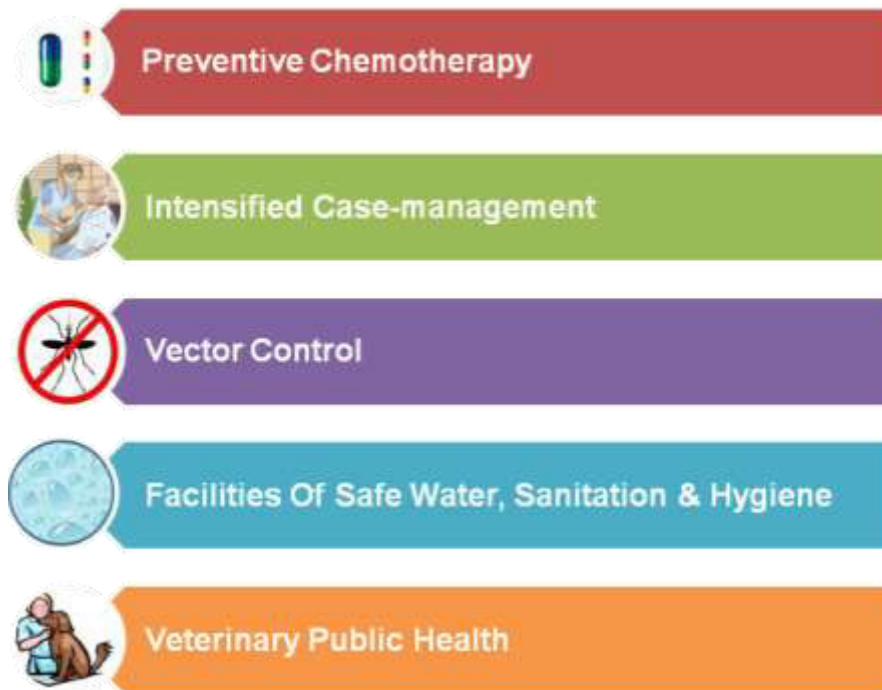 Preventive Chemotherapy
Intensified Case-management
Vector Control
Facilities Of Safe Water, Sanitation & Hygiene
Veterinary Public Health